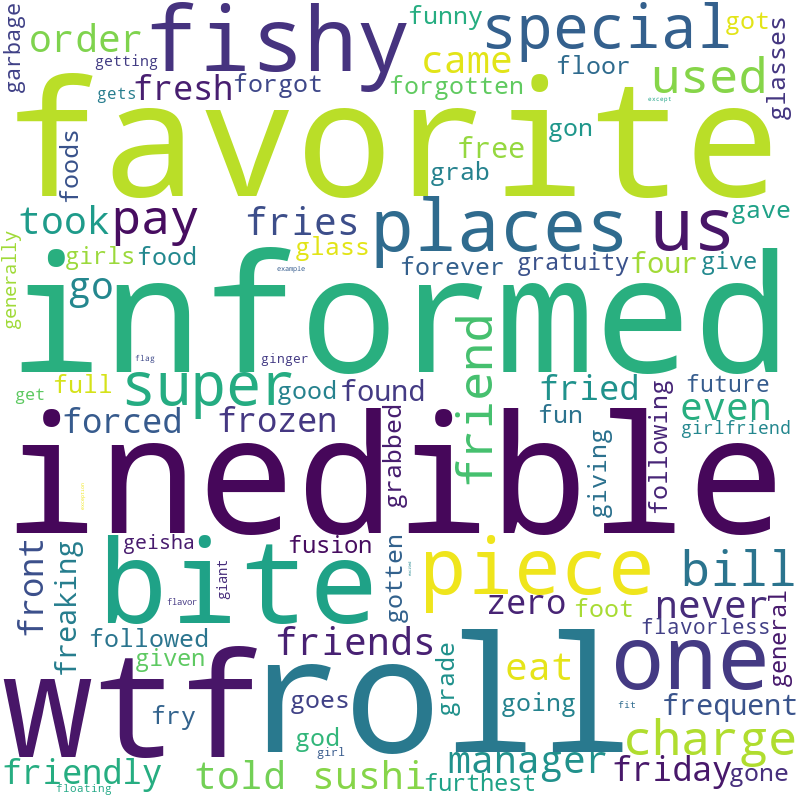 garbage
order
getting
fishy
funny
special
got
glasses
gets
fresh
forgot
came
forgotten
floor
used
except
favorite
foods
free
grab
gon
took
pay
fries
places
us
gave
generally
girls
food
glass
forever
gratuity
four
give
go
example
informed
flag
ginger
get
full
super
good
found
friend
fried
future
even
forced
frozen
grabbed
fun
giving
following
girlfriend
inedible
front
freaking
geisha
bite
fusion
giant
flavor
gotten
piece
bill
zero
foot
never
general
flavorless
followed
given
friends
grade
eat
one
wtf
roll
fry
goes
going
fit
frequent
god
girl
charge
manager
friendly
floating
told
sushi
furthest
friday
gone